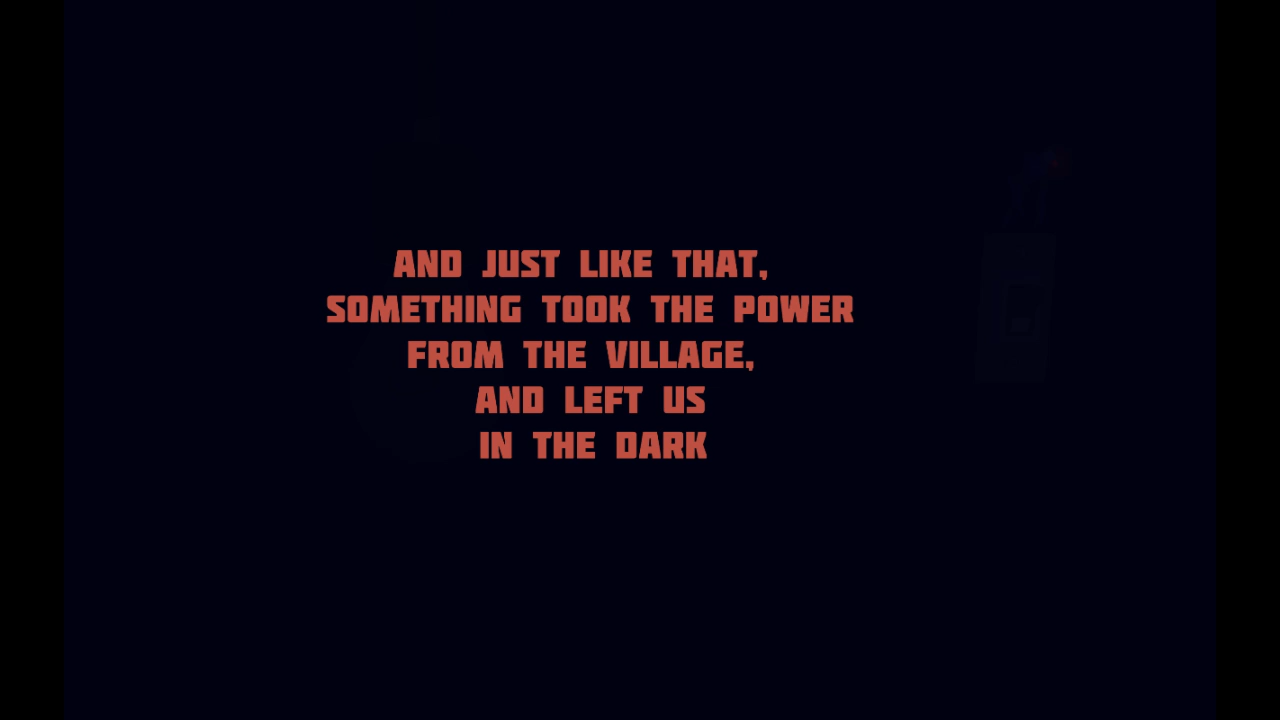 AND JUST LIKE THAT,
SOMETHING TOOK THE POWER
FROM THE VILLAGE,
AND LEFT US
IN THE DARK